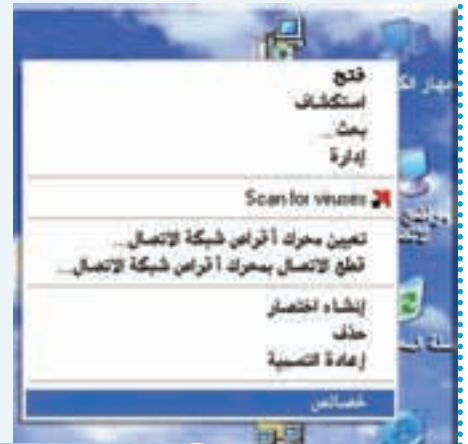 فتح
استكشاف
بحث...
إدارة
Scan for viruses
تعيين محرك أقراص شبكة الاتصال...
قطع الاتصال بمحرك أقراص شبكة الاتصال...
إنشاء اختصار
حذف
إعادة التسمية
خصائص